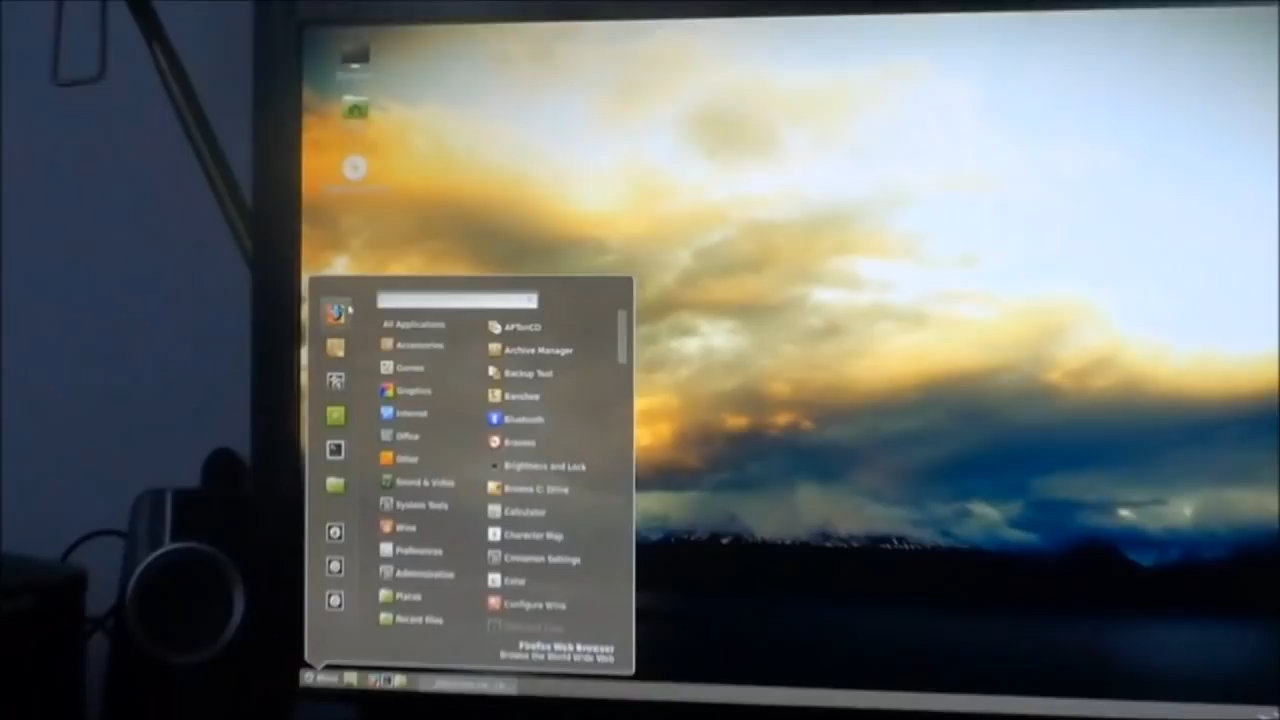 All Applications
Accessories
Games
Graphics
Internet
Office
Other
Sound & Video
System Tools
Wine
Preferences
Administration
Places
Recent Files
APTonCD
Archive Manager
Backup Tool
Banshee
Bluetooth
Brasero
Brightness and Lock
Browse C: Drive
Calculator
Character Map
Cinnamon Settings
Configure Wine
Firefox Web Browser
Browse the World Wide Web
Menu